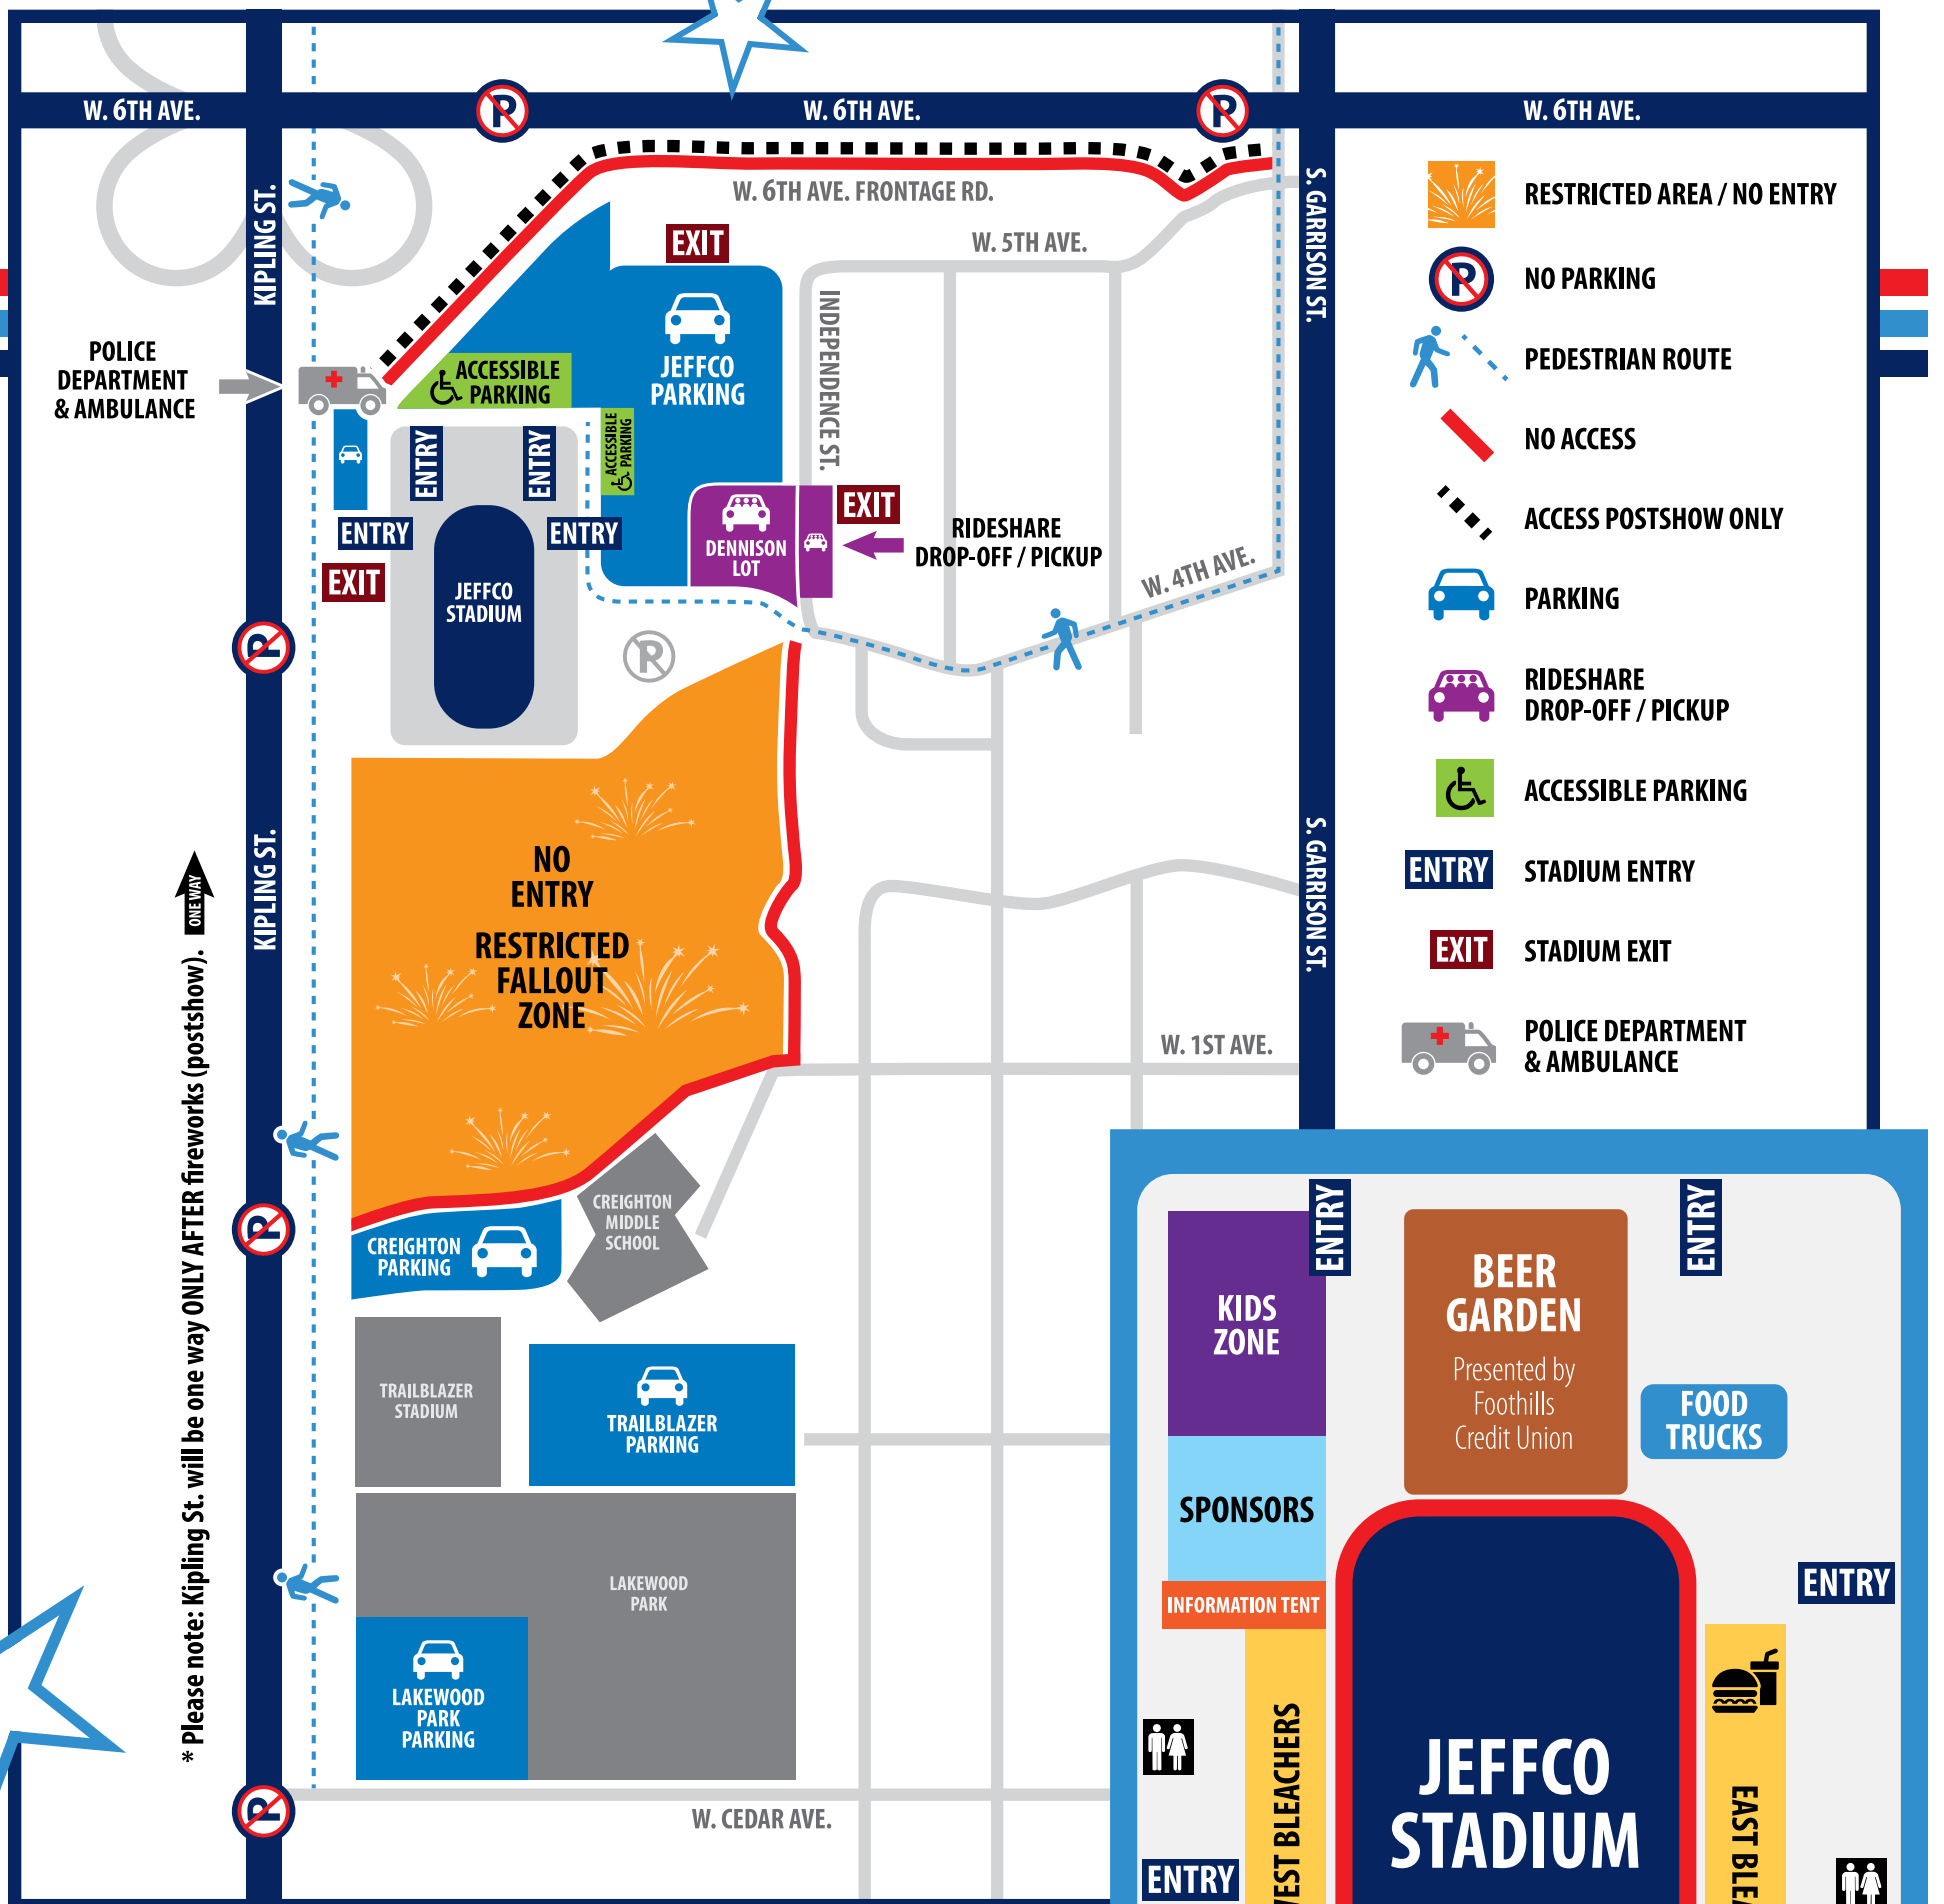 W. 6TH AVE.
W. 6TH AVE.
W. 6TH AVE.
P
P
KIPLING ST.
W. 6TH AVE. FRONTAGE RD.
S. GARRISON ST.
EXIT
W. 5TH AVE.
INDEPENDENCE ST.
POLICE
DEPARTMENT
& AMBULANCE
ACCESSIBLE
PARKING
JEFFCO
PARKING
ACCESSIBLE
PARKING
ENTRY
ENTRY
ENTRY
ENTRY
EXIT
JEFFCO
STADIUM
DENNISON
LOT
EXIT
RIDESHARE
DROP-OFF / PICKUP
W. 4TH AVE.
P
P
KIPLING ST.
S. GARRISON ST.
NO
ENTRY
RESTRICTED
FALLOUT
ZONE
ONE WAY
* Please note: Kipling St. will be one way ONLY AFTER fireworks (postshow).
W. 1ST AVE.
P
CREIGHTON
MIDDLE
SCHOOL
CREIGHTON
PARKING
TRAILBLAZER
STADIUM
TRAILBLAZER
PARKING
LAKEWOOD
PARK
LAKEWOOD
PARK
PARKING
P
W. CEDAR AVE.
RESTRICTED AREA / NO ENTRY
P
NO PARKING
PEDESTRIAN ROUTE
NO ACCESS
ACCESS POSTSHOW ONLY
PARKING
RIDESHARE
DROP-OFF / PICKUP
ACCESSIBLE PARKING
ENTRY
STADIUM ENTRY
EXIT
STADIUM EXIT
POLICE DEPARTMENT
& AMBULANCE
ENTRY
ENTRY
KIDS
ZONE
BEER
GARDEN
Presented by
Foothills
Credit Union
FOOD
TRUCKS
SPONSORS
INFORMATION TENT
ENTRY
WEST BLEACHERS
JEFFCO
STADIUM
EAST BLEA
ENTRY